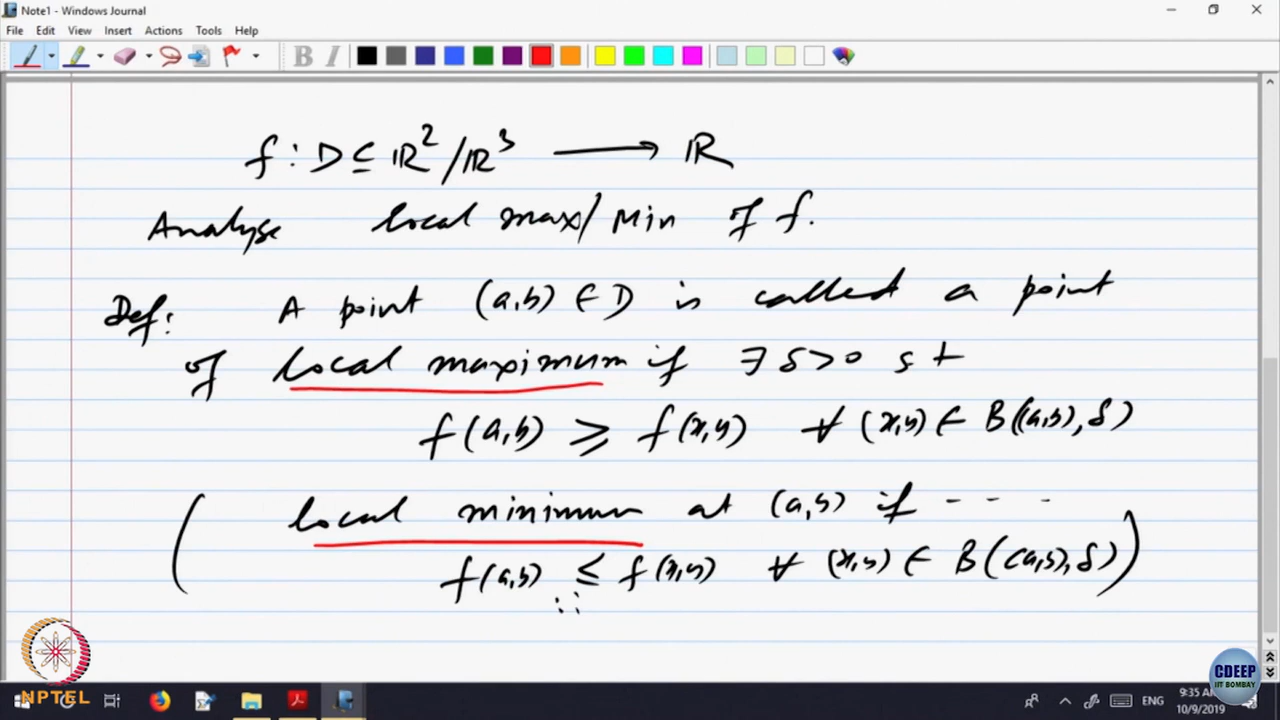 Note1 - Windows Journal
File Edit View Insert Actions Tools Help
B I
f : D ⊆ ℝ² / ℝ³ ⟶ ℝ
Analyse local max/Min of f.
Def: A point (a,b) ∈ D is called a point
of local maximum if ∃ δ>0 s t
f(a,b) ≥ f(x,y) ∀ (x,y) ∈ B((a,b), δ)
( local minimum at (a,b) if - - -
f(a,b) ≤ f(x,y) ∀ (x,y) ∈ B((a,b), δ) )
NPTEL
CDEEP
IIT BOMBAY
ENG
9:35 A
10/9/2019